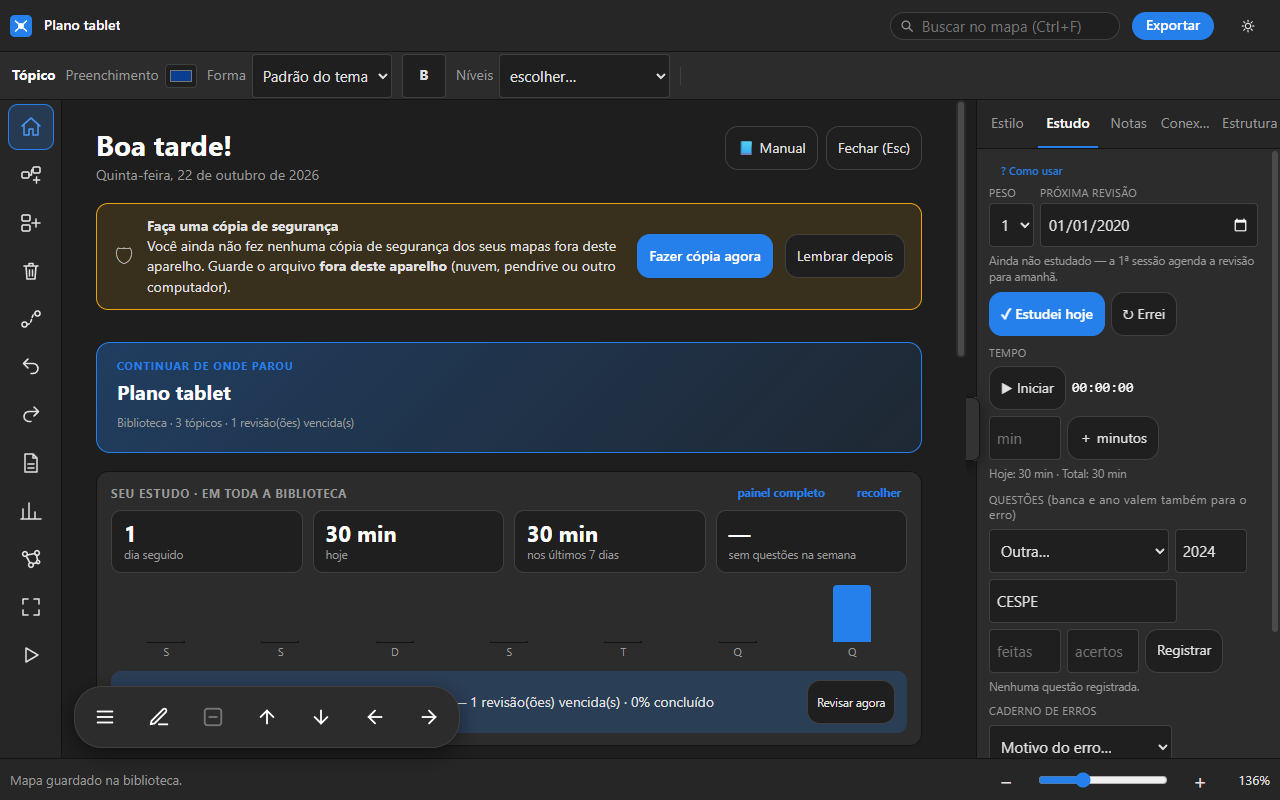 Plano tablet
Buscar no mapa (Ctrl+F)
Exportar
Tópico Preenchimento Forma Padrão do tema B Níveis escolher...
Boa tarde!
Quinta-feira, 22 de outubro de 2026
Manual
Fechar (Esc)
Faça uma cópia de segurança
Você ainda não fez nenhuma cópia de segurança dos seus mapas fora deste
aparelho. Guarde o arquivo fora deste aparelho (nuvem, pendrive ou outro
computador).
Fazer cópia agora
Lembrar depois
CONTINUAR DE ONDE PAROU
Plano tablet
Biblioteca · 3 tópicos · 1 revisão(ões) vencida(s)
SEU ESTUDO · EM TODA A BIBLIOTECA
painel completo
recolher
1
dia seguido
30 min
hoje
30 min
nos últimos 7 dias
—
sem questões na semana
S S D S T Q Q
— 1 revisão(ões) vencida(s) · 0% concluído
Revisar agora
Estilo Estudo Notas Conex... Estrutura
? Como usar
PESO PRÓXIMA REVISÃO
1 01/01/2020
Ainda não estudado — a 1ª sessão agenda a revisão
para amanhã.
✓ Estudei hoje
↻ Errei
TEMPO
▶ Iniciar 00:00:00
min + minutos
Hoje: 30 min · Total: 30 min
QUESTÕES (banca e ano valem também para o
erro)
Outra... 2024
CESPE
feitas acertos Registrar
Nenhuma questão registrada.
CADERNO DE ERROS
Motivo do erro...
Mapa guardado na biblioteca.
− + 136%